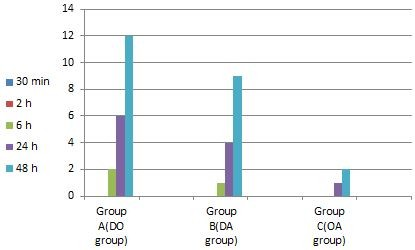 14
12
10
8
6
4
2
0
30 min
2 h
6 h
24 h
48 h
Group
A(DO
group)
Group
B(DA
group)
Group
C(OA
group)